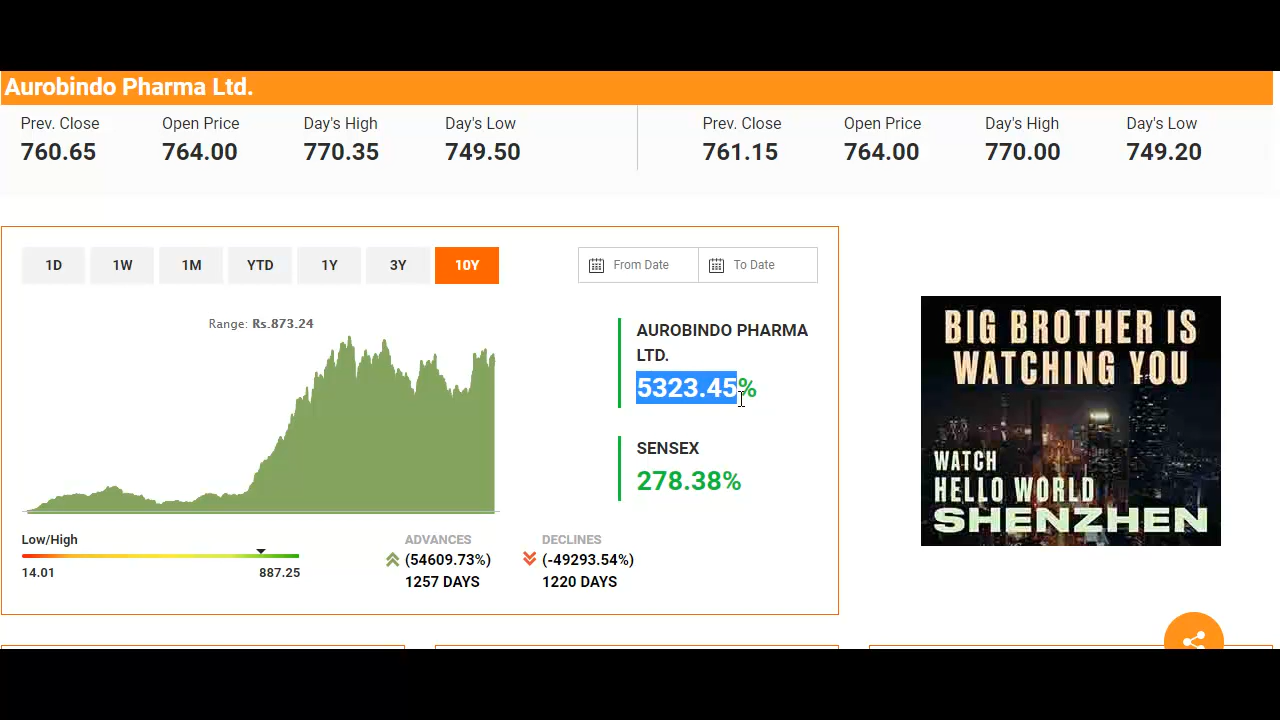 Aurobindo Pharma Ltd.
Prev. Close Open Price Day's High Day's Low
760.65 764.00 770.35 749.50
Prev. Close Open Price Day's High Day's Low
761.15 764.00 770.00 749.20
1D 1W 1M YTD 1Y 3Y 10Y
From Date To Date
Range: Rs.873.24
AUROBINDO PHARMA
LTD.
5323.45%
SENSEX
278.38%
Low/High
14.01 887.25
ADVANCES
(54609.73%)
1257 DAYS
DECLINES
(-49293.54%)
1220 DAYS
BIG BROTHER IS
WATCHING YOU
WATCH
HELLO WORLD
SHENZHEN